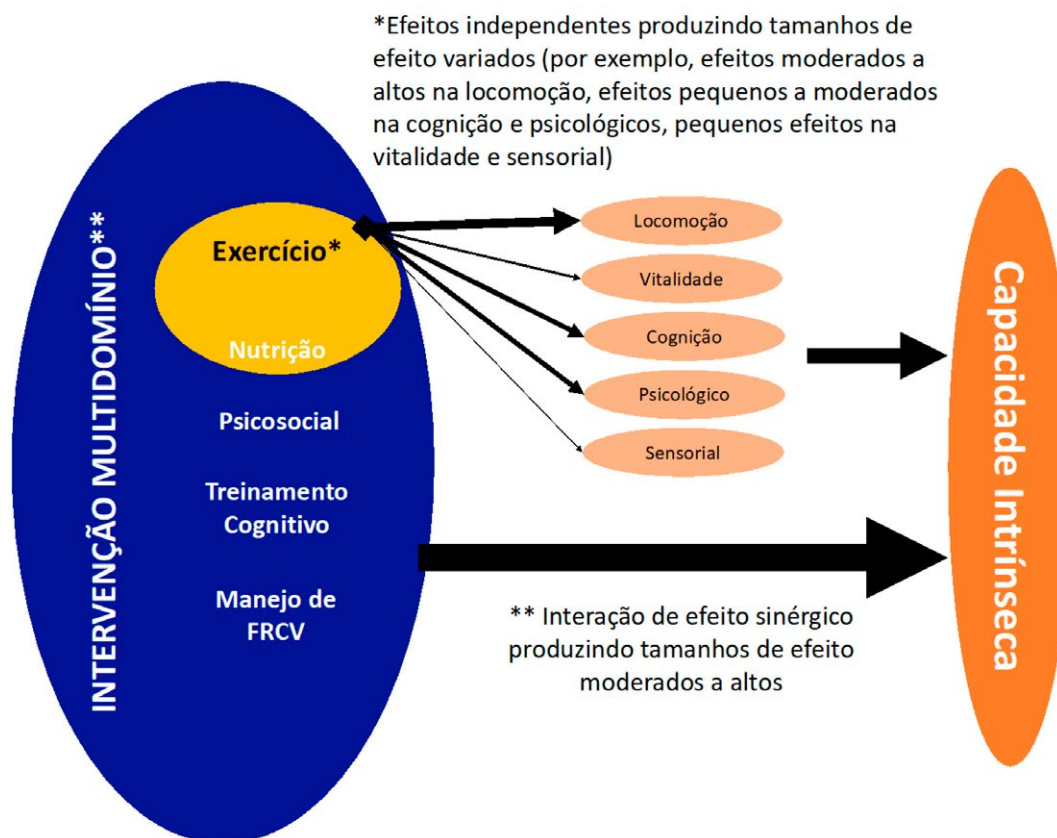 *Efeitos independentes produzindo tamanhos de
efeito variados (por exemplo, efeitos moderados a
altos na locomoção, efeitos pequenos a moderados
na cognição e psicológicos, pequenos efeitos na
vitalidade e sensorial)
INTERVENÇÃO MULTIDOMÍNIO**
Exercício*
Nutrição
Psicosocial
Treinamento
Cognitivo
Manejo de
FRCV
Locomoção
Vitalidade
Cognição
Psicológico
Sensorial
** Interação de efeito sinérgico
produzindo tamanhos de efeito
moderados a altos
Capacidade Intrínseca